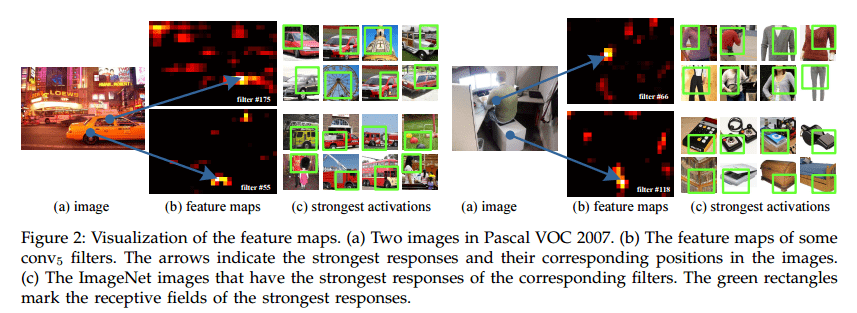 LOEWS
filter #175
filter #66
filter #55
filter #118
(a) image
(b) feature maps
(c) strongest activations
(a) image
(b) feature maps
(c) strongest activations
Figure 2: Visualization of the feature maps. (a) Two images in Pascal VOC 2007. (b) The feature maps of some
conv5 filters. The arrows indicate the strongest responses and their corresponding positions in the images.
(c) The ImageNet images that have the strongest responses of the corresponding filters. The green rectangles
mark the receptive fields of the strongest responses.